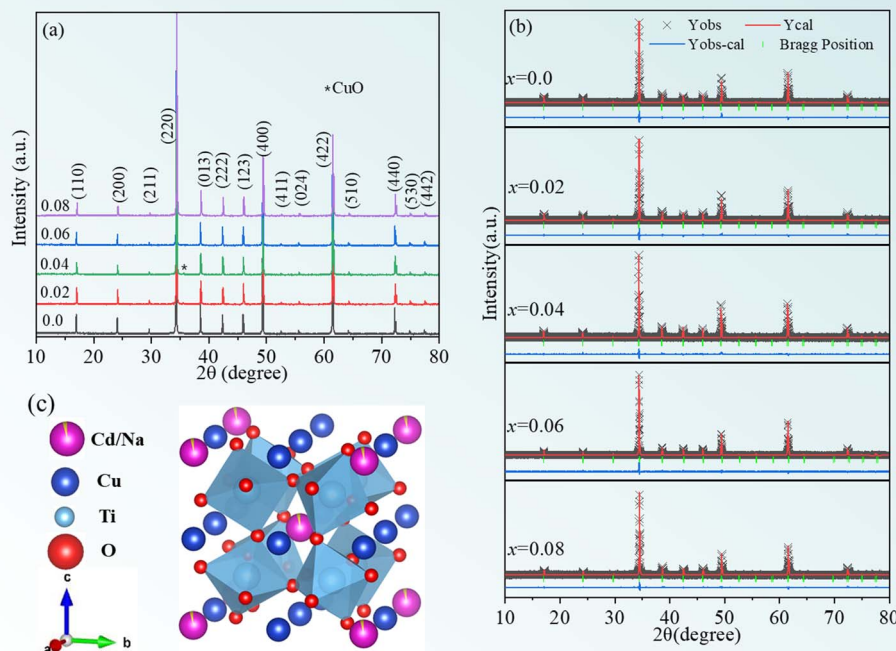 (a)
*CuO
(110)
(200)
(211)
(220)
(013)
(222)
(123)
(400)
(411)
(024)
(422)
(510)
(440)
(530)
(442)
0.08
0.06
0.04
*
0.02
0.0
Intensity (a.u.)
10 20 30 40 50 60 70 80
2θ (degree)
(b)
Yobs Ycal
Yobs-cal Bragg Position
x=0.0
x=0.02
x=0.04
x=0.06
x=0.08
Intensity(a.u.)
10 20 30 40 50 60 70 80
2θ(degree)
(c)
Cd/Na
Cu
Ti
O
c
a
b